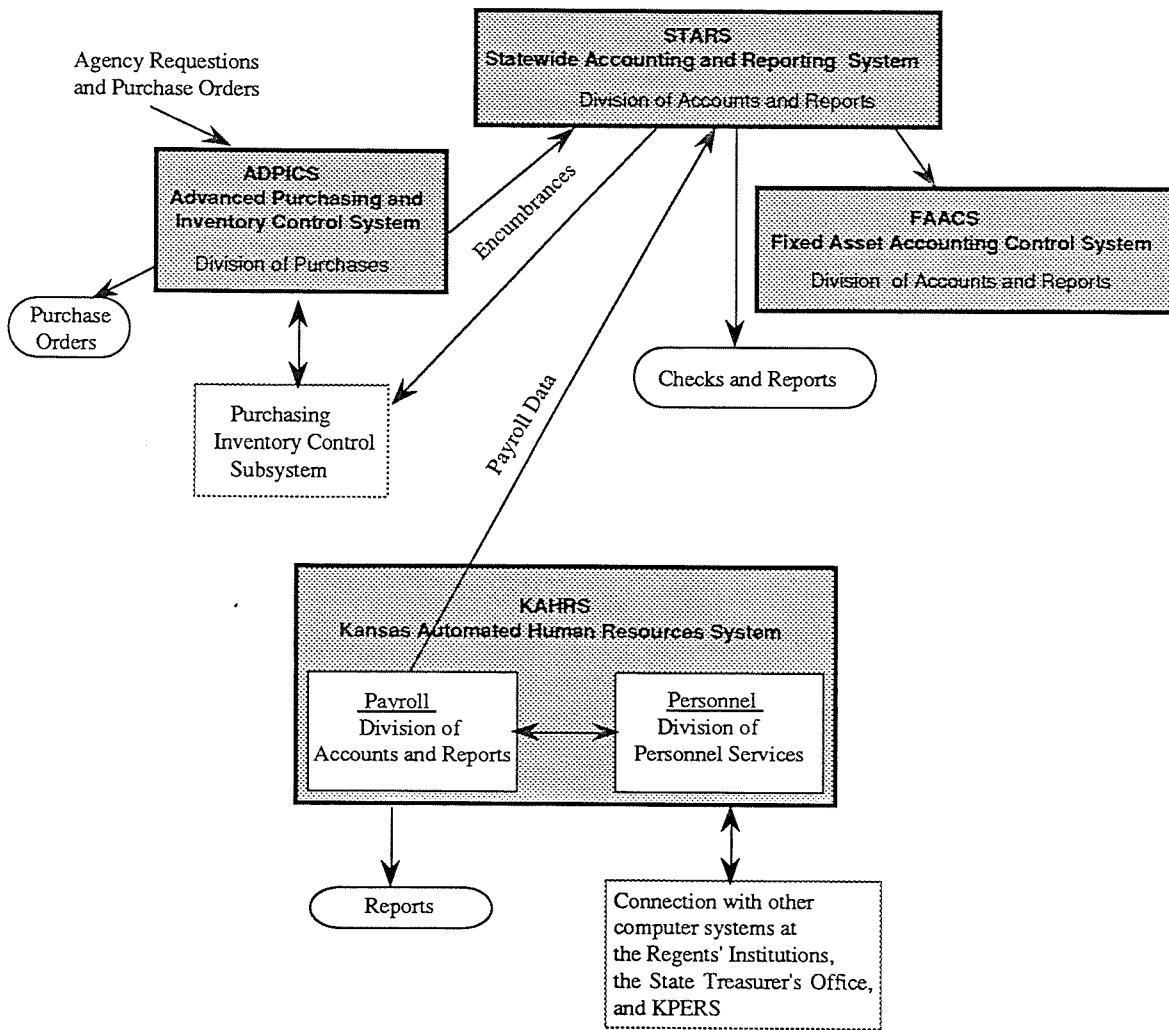 STARS
Statewide Accounting and Reporting System
Division of Accounts and Reports
Agency Requestions
and Purchase Orders
ADPICS
Advanced Purchasing and
Inventory Control System
Division of Purchases
Encumbrances
FAACS
Fixed Asset Accounting Control System
Division of Accounts and Reports
Purchase
Orders
Checks and Reports
Purchasing
Inventory Control
Subsystem
Payroll Data
KAHRS
Kansas Automated Human Resources System
Payroll
Division of
Accounts and Reports
Personnel
Division of
Personnel Services
Reports
Connection with other
computer systems at
the Regents' Institutions,
the State Treasurer's Office,
and KPERS